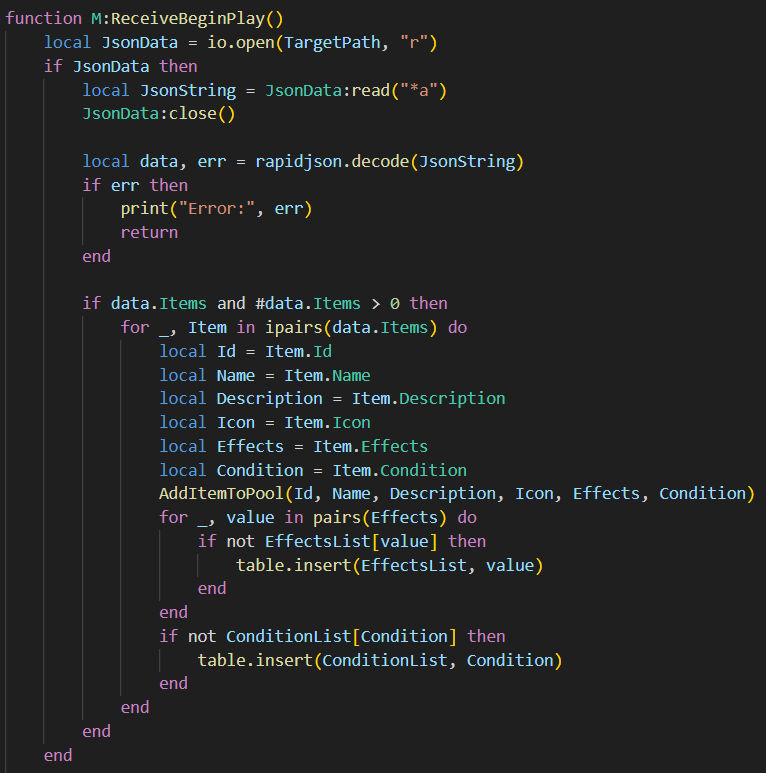 function M:ReceiveBeginPlay()
    local JsonData = io.open(TargetPath, "r")
    if JsonData then
        local JsonString = JsonData:read("*a")
        JsonData:close()

        local data, err = rapidjson.decode(JsonString)
        if err then
            print("Error:", err)
            return
        end

        if data.Items and #data.Items > 0 then
            for _, Item in ipairs(data.Items) do
                local Id = Item.Id
                local Name = Item.Name
                local Description = Item.Description
                local Icon = Item.Icon
                local Effects = Item.Effects
                local Condition = Item.Condition
                AddItemToPool(Id, Name, Description, Icon, Effects, Condition)
                for _, value in pairs(Effects) do
                    if not EffectsList[value] then
                        table.insert(EffectsList, value)
                    end
                end
                if not ConditionList[Condition] then
                    table.insert(ConditionList, Condition)
                end
            end
        end
    end